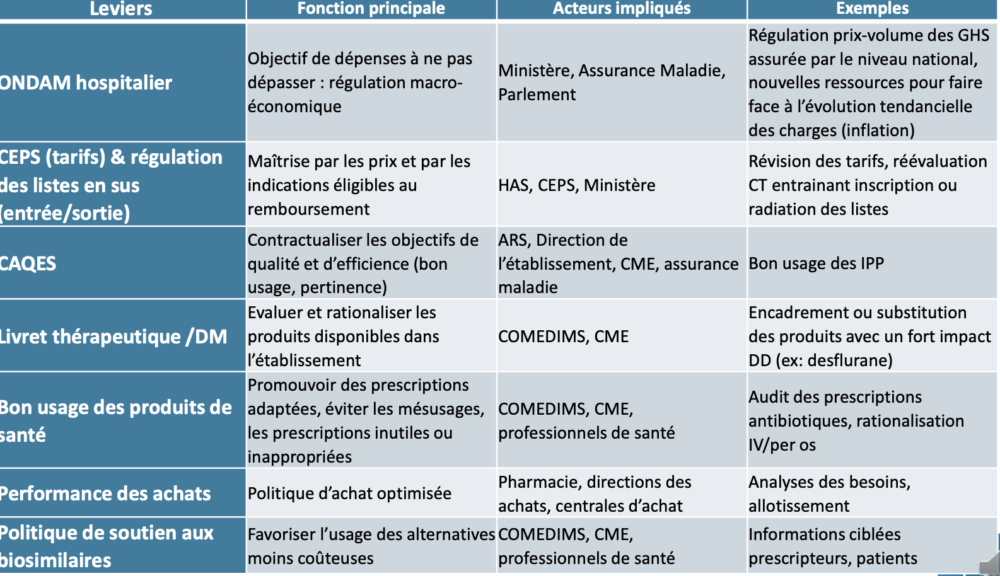 Leviers
Fonction principale
Acteurs impliqués
Exemples
ONDAM hospitalier
Objectif de dépenses à ne pas
dépasser : régulation macro-
économique
Ministère, Assurance Maladie,
Parlement
Régulation prix-volume des GHS
assurée par le niveau national,
nouvelles ressources pour faire
face à l’évolution tendancielle
des charges (inflation)
CEPS (tarifs) & régulation
des listes en sus
(entrée/sortie)
Maîtrise par les prix et par les
indications éligibles au
remboursement
HAS, CEPS, Ministère
Révision des tarifs, réévaluation
CT entrainant inscription ou
radiation des listes
CAQES
Contractualiser les objectifs de
qualité et d’efficience (bon
usage, pertinence)
ARS, Direction de
l’établissement, CME, assurance
maladie
Bon usage des IPP
Livret thérapeutique /DM
Evaluer et rationaliser les
produits disponibles dans
l’établissement
COMEDIMS, CME
Encadrement ou substitution
des produits avec un fort impact
DD (ex: desflurane)
Bon usage des produits de
santé
Promouvoir des prescriptions
adaptées, éviter les mésusages,
les prescriptions inutiles ou
inappropriées
COMEDIMS, CME,
professionnels de santé
Audit des prescriptions
antibiotiques, rationalisation
IV/per os
Performance des achats
Politique d’achat optimisée
Pharmacie, directions des
achats, centrales d’achat
Analyses des besoins,
allotissement
Politique de soutien aux
biosimilaires
Favoriser l’usage des alternatives
moins coûteuses
COMEDIMS, CME,
professionnels de santé
Informations ciblées
prescripteurs, patients